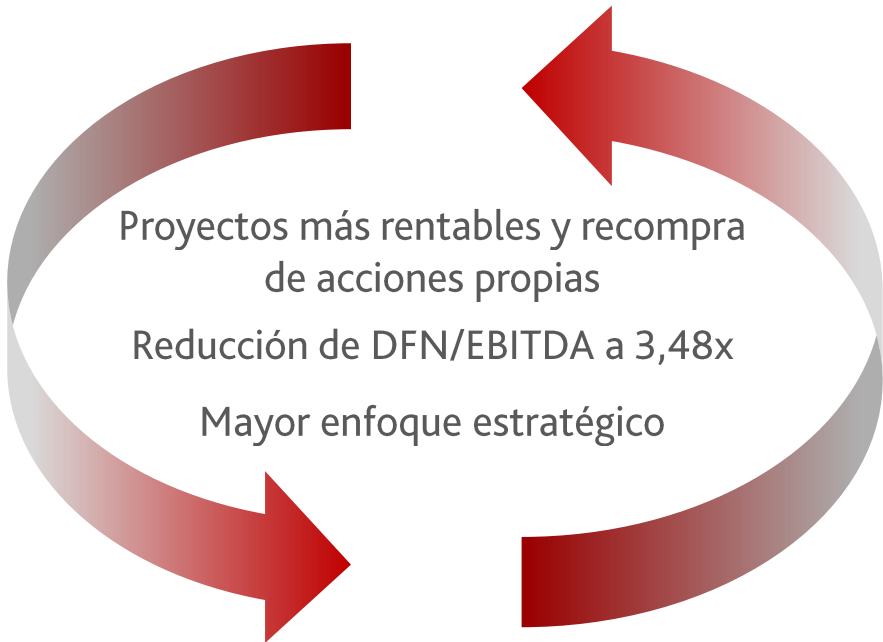 Proyectos más rentables y recompra
de acciones propias
Reducción de DFN/EBITDA a 3,48x
Mayor enfoque estratégico